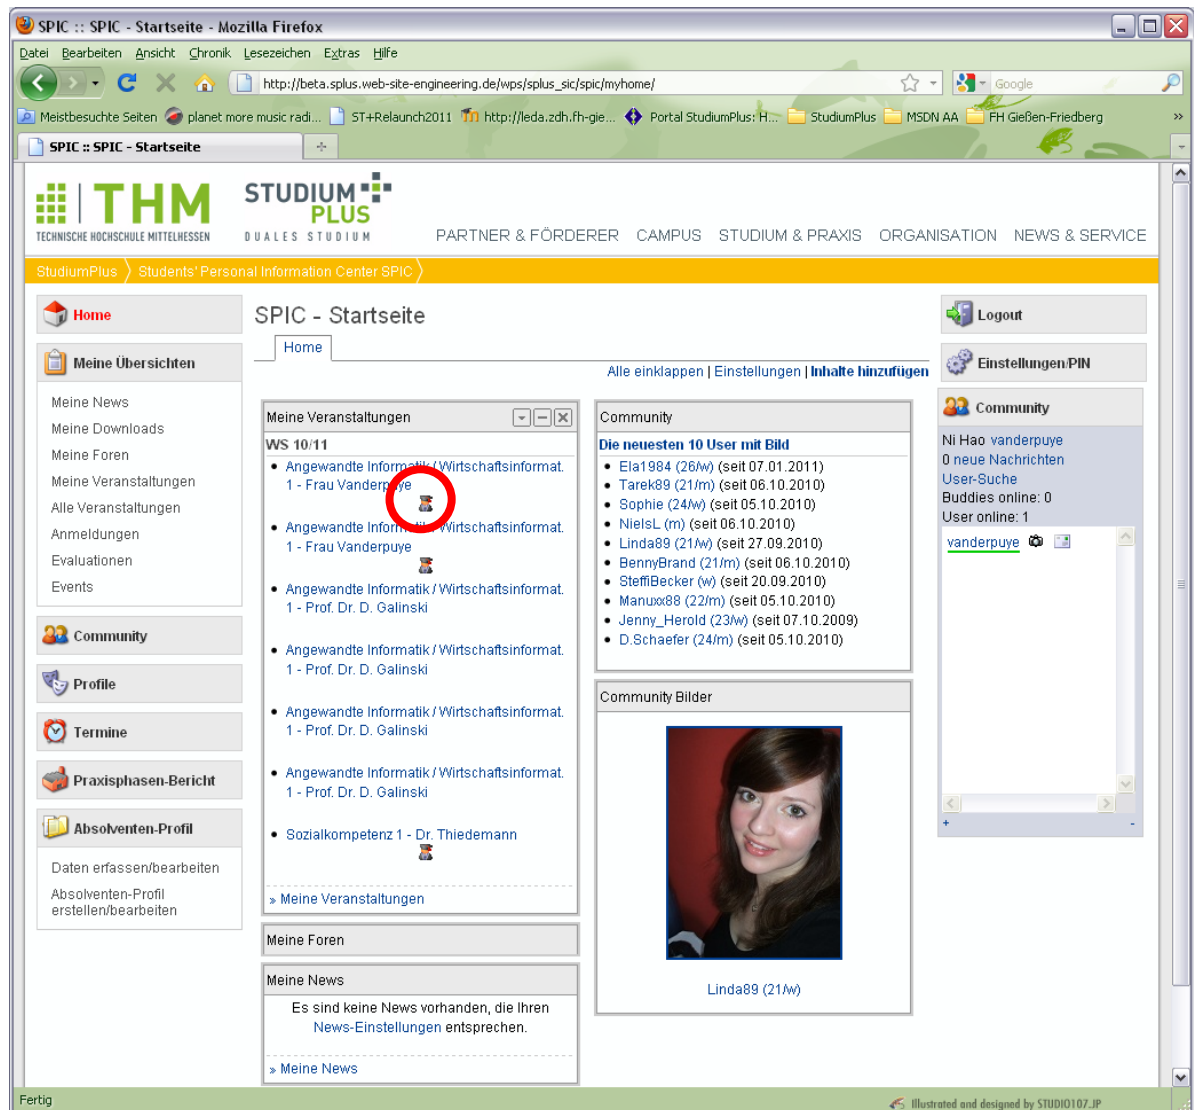 SPIC :: SPIC - Startseite - Mozilla Firefox
Datei Bearbeiten Ansicht Chronik Lesezeichen Extras Hilfe
http://beta.splus.web-site-engineering.de/wps/splus_sic/spic/myhome/
Google
Meistbesuchte Seiten planet more music radi... ST+Relaunch2011 http://leda.zdh.fh-gie... Portal StudiumPlus: H... StudiumPlus MSDN AA FH Gießen-Friedberg »
SPIC :: SPIC - Startseite
THM
TECHNISCHE HOCHSCHULE MITTELHESSEN
STUDIUM
PLUS
DUALES STUDIUM
PARTNER & FÖRDERER CAMPUS STUDIUM & PRAXIS ORGANISATION NEWS & SERVICE
StudiumPlus Students' Personal Information Center SPIC
Home
Meine Übersichten
Meine News
Meine Downloads
Meine Foren
Meine Veranstaltungen
Alle Veranstaltungen
Anmeldungen
Evaluationen
Events
Community
Profile
Termine
Praxisphasen-Bericht
Absolventen-Profil
Daten erfassen/bearbeiten
Absolventen-Profil
erstellen/bearbeiten
SPIC - Startseite
Home
Alle einklappen | Einstellungen | Inhalte hinzufügen
Meine Veranstaltungen
WS 10/11
• Angewandte Informatik / Wirtschaftsinformat.
1 - Frau Vanderpuye
• Angewandte Informatik / Wirtschaftsinformat.
1 - Frau Vanderpuye
• Angewandte Informatik / Wirtschaftsinformat.
1 - Prof. Dr. D. Galinski
• Angewandte Informatik / Wirtschaftsinformat.
1 - Prof. Dr. D. Galinski
• Angewandte Informatik / Wirtschaftsinformat.
1 - Prof. Dr. D. Galinski
• Angewandte Informatik / Wirtschaftsinformat.
1 - Prof. Dr. D. Galinski
• Sozialkompetenz 1 - Dr. Thiedemann
» Meine Veranstaltungen
Meine Foren
Meine News
Es sind keine News vorhanden, die Ihren
News-Einstellungen entsprechen.
» Meine News
Community
Die neuesten 10 User mit Bild
• Ela1984 (26/w) (seit 07.01.2011)
• Tarek89 (21/m) (seit 06.10.2010)
• Sophie (24/w) (seit 05.10.2010)
• NielsL (m) (seit 06.10.2010)
• Linda89 (21/w) (seit 27.09.2010)
• BennyBrand (21/m) (seit 06.10.2010)
• SteffiBecker (w) (seit 20.09.2010)
• Manuxx88 (22/m) (seit 05.10.2010)
• Jenny_Herold (23/w) (seit 07.10.2009)
• D.Schaefer (24/m) (seit 05.10.2010)
Community Bilder
Linda89 (21/w)
Logout
Einstellungen/PIN
Community
Ni Hao vanderpuye
0 neue Nachrichten
User-Suche
Buddies online: 0
User online: 1
vanderpuye
+ -
Fertig
Illustrated and designed by STUDIO107.JP